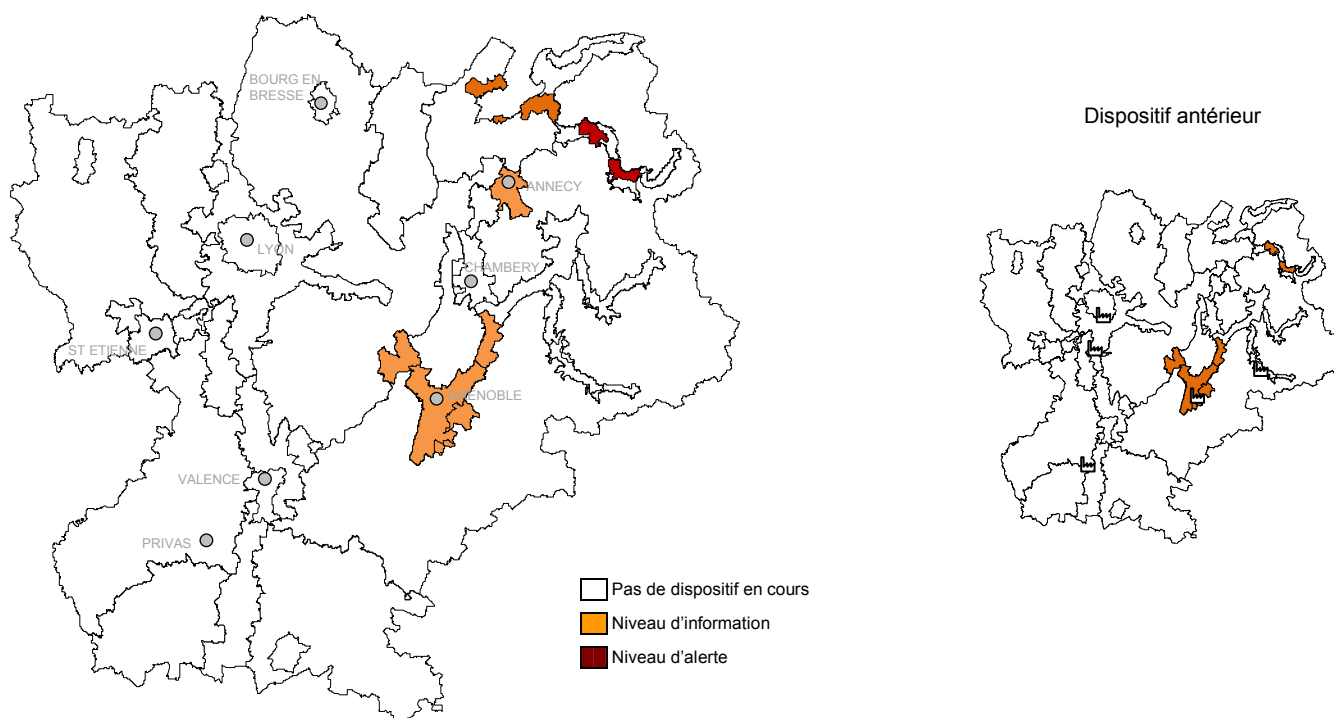 BOURG EN
BRESSE
Dispositif antérieur
ANNECY
LYON
CHAMBERY
ST ETIENNE
GRENOBLE
VALENCE
PRIVAS
Pas de dispositif en cours
Niveau d'information
Niveau d'alerte